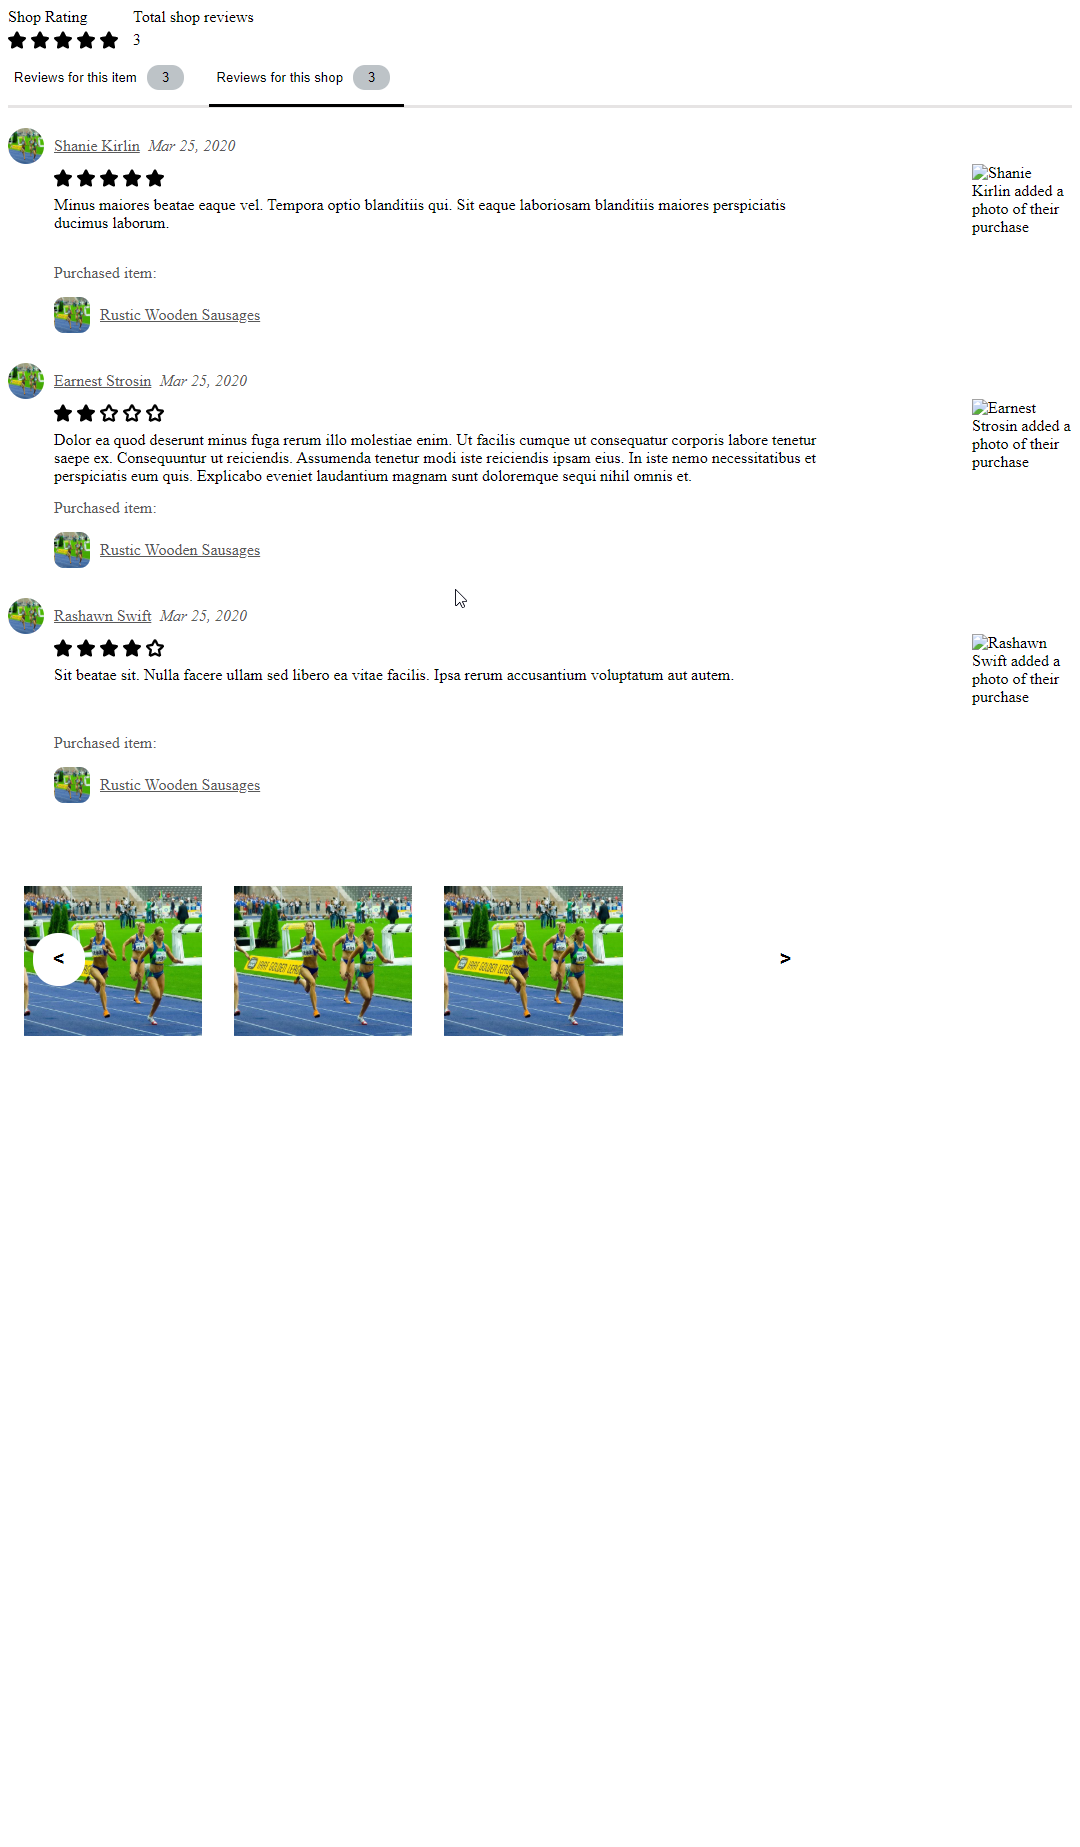 Shop Rating Total shop reviews
3
Reviews for this item 3 Reviews for this shop 3
Shanie Kirlin Mar 25, 2020
Minus maiores beatae eaque vel. Tempora optio blanditiis qui. Sit eaque laboriosam blanditiis maiores perspiciatis
ducimus laborum.
Shanie
Kirlin added a
photo of their
purchase
Purchased item:
Rustic Wooden Sausages
Earnest Strosin Mar 25, 2020
Dolor ea quod deserunt minus fuga rerum illo molestiae enim. Ut facilis cumque ut consequatur corporis labore tenetur
saepe ex. Consequuntur ut reiciendis. Assumenda tenetur modi iste reiciendis ipsam eius. In iste nemo necessitatibus et
perspiciatis eum quis. Explicabo eveniet laudantium magnam sunt doloremque sequi nihil omnis et.
Earnest
Strosin added a
photo of their
purchase
Purchased item:
Rustic Wooden Sausages
Rashawn Swift Mar 25, 2020
Sit beatae sit. Nulla facere ullam sed libero ea vitae facilis. Ipsa rerum accusantium voluptatum aut autem.
Rashawn
Swift added a
photo of their
purchase
Purchased item:
Rustic Wooden Sausages
< >